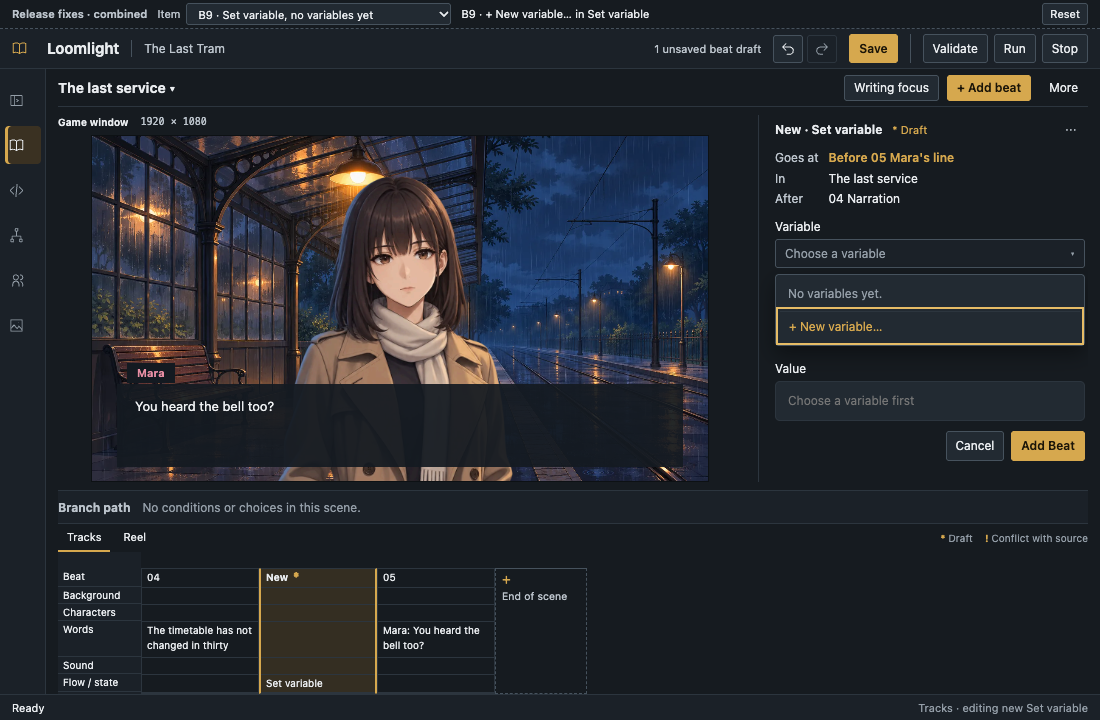 Release fixes · combined Item B9 · Set variable, no variables yet B9 · + New variable... in Set variable Reset
Loomlight The Last Tram 1 unsaved beat draft Save Validate Run Stop
The last service ▾ Writing focus + Add beat More
Game window 1920 × 1080
New · Set variable * Draft ...
Goes at Before 05 Mara's line
In The last service
After 04 Narration
Variable
Choose a variable
No variables yet.
+ New variable...
Value
Choose a variable first
Cancel Add Beat
Mara
You heard the bell too?
Branch path No conditions or choices in this scene.
Tracks Reel * Draft ! Conflict with source
Beat 04 New 05 +
End of scene
Background
Characters
Words The timetable has not changed in thirty Mara: You heard the bell too?
Sound
Flow / state Set variable
Ready Tracks · editing new Set variable